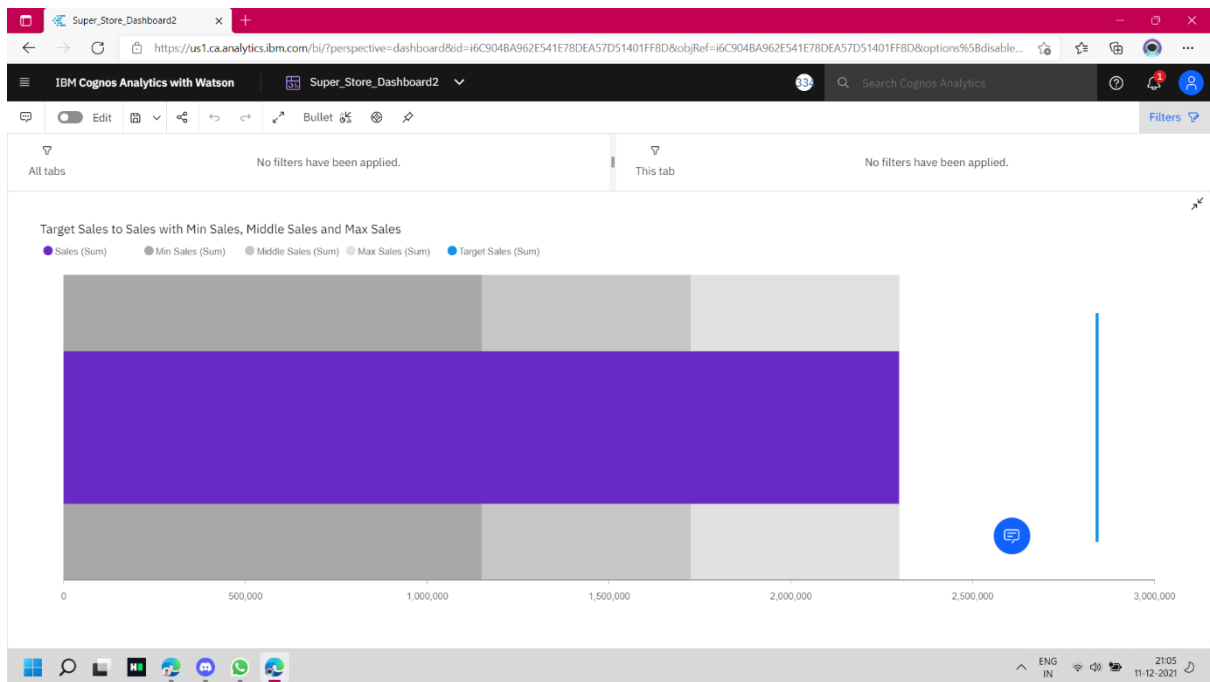 Super_Store_Dashboard2
https://us1.ca.analytics.ibm.com/bi/?perspective=dashboard&id=i6C904BA962E541E78DEA57D51401FF8D&objRef=i6C904BA962E541E78DEA57D51401FF8D&options%5Bdisable...
IBM Cognos Analytics with Watson Super_Store_Dashboard2 334 Search Cognos Analytics 1
Edit Bullet Filters
All tabs No filters have been applied. This tab No filters have been applied.
Target Sales to Sales with Min Sales, Middle Sales and Max Sales
Sales (Sum) Min Sales (Sum) Middle Sales (Sum) Max Sales (Sum) Target Sales (Sum)
0 500,000 1,000,000 1,500,000 2,000,000 2,500,000 3,000,000
ENG 21:05
IN 11-12-2021